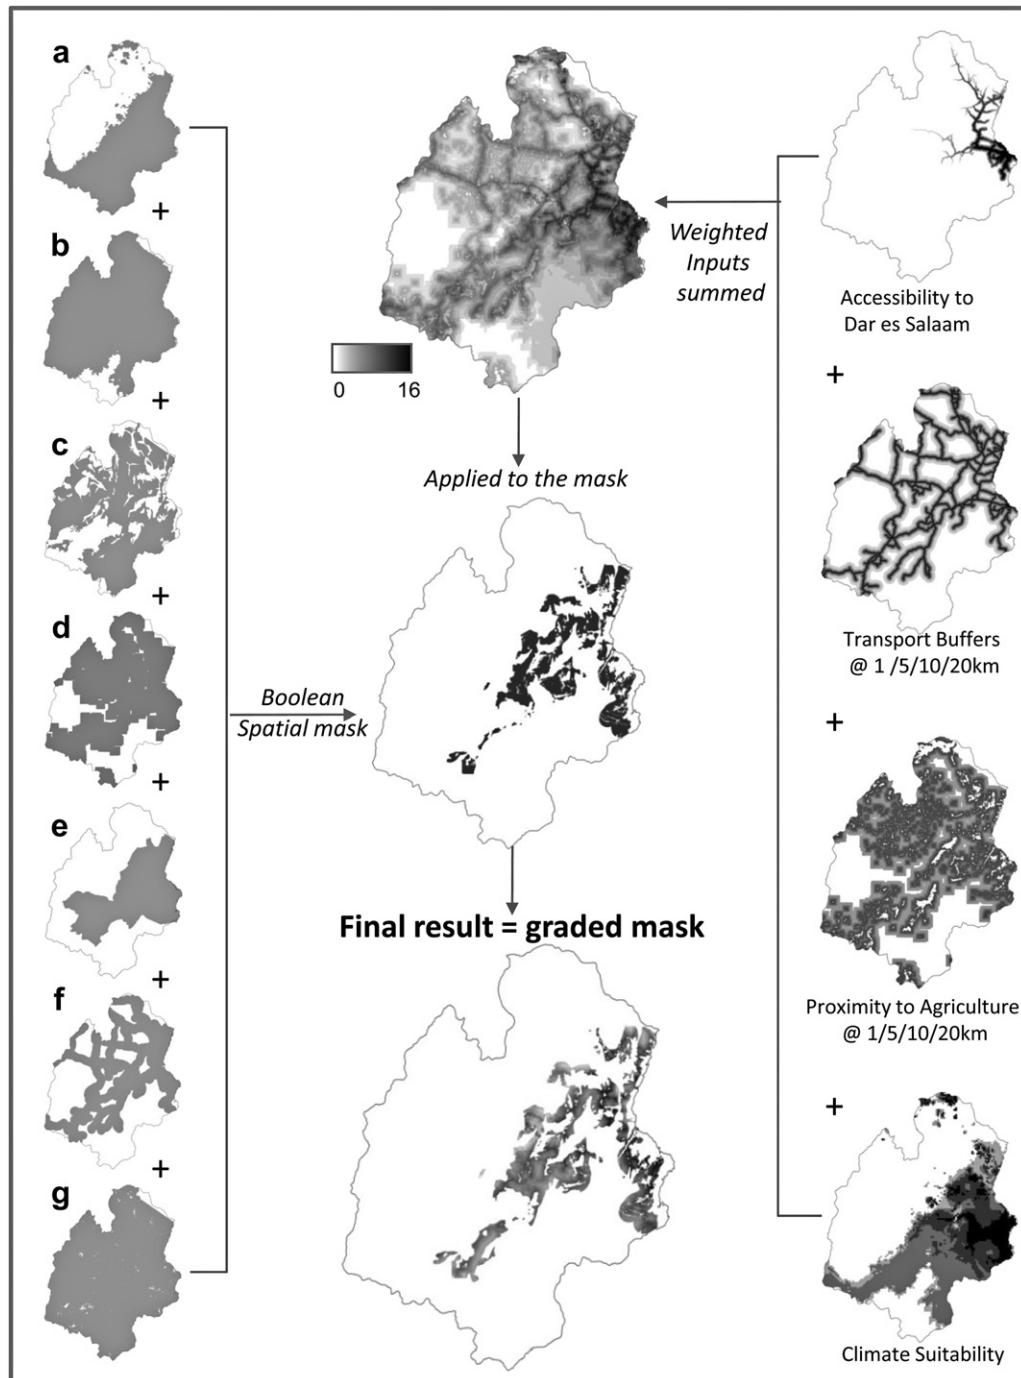 a
+
b
+
c
+
d
+
e
+
f
+
g
0
16
Weighted
Inputs
summed
Applied to the mask
Boolean
Spatial mask
Final result = graded mask
Accessibility to
Dar es Salaam
+
Transport Buffers
@ 1 /5/10/20km
+
Proximity to Agriculture
@ 1/5/10/20km
+
Climate Suitability